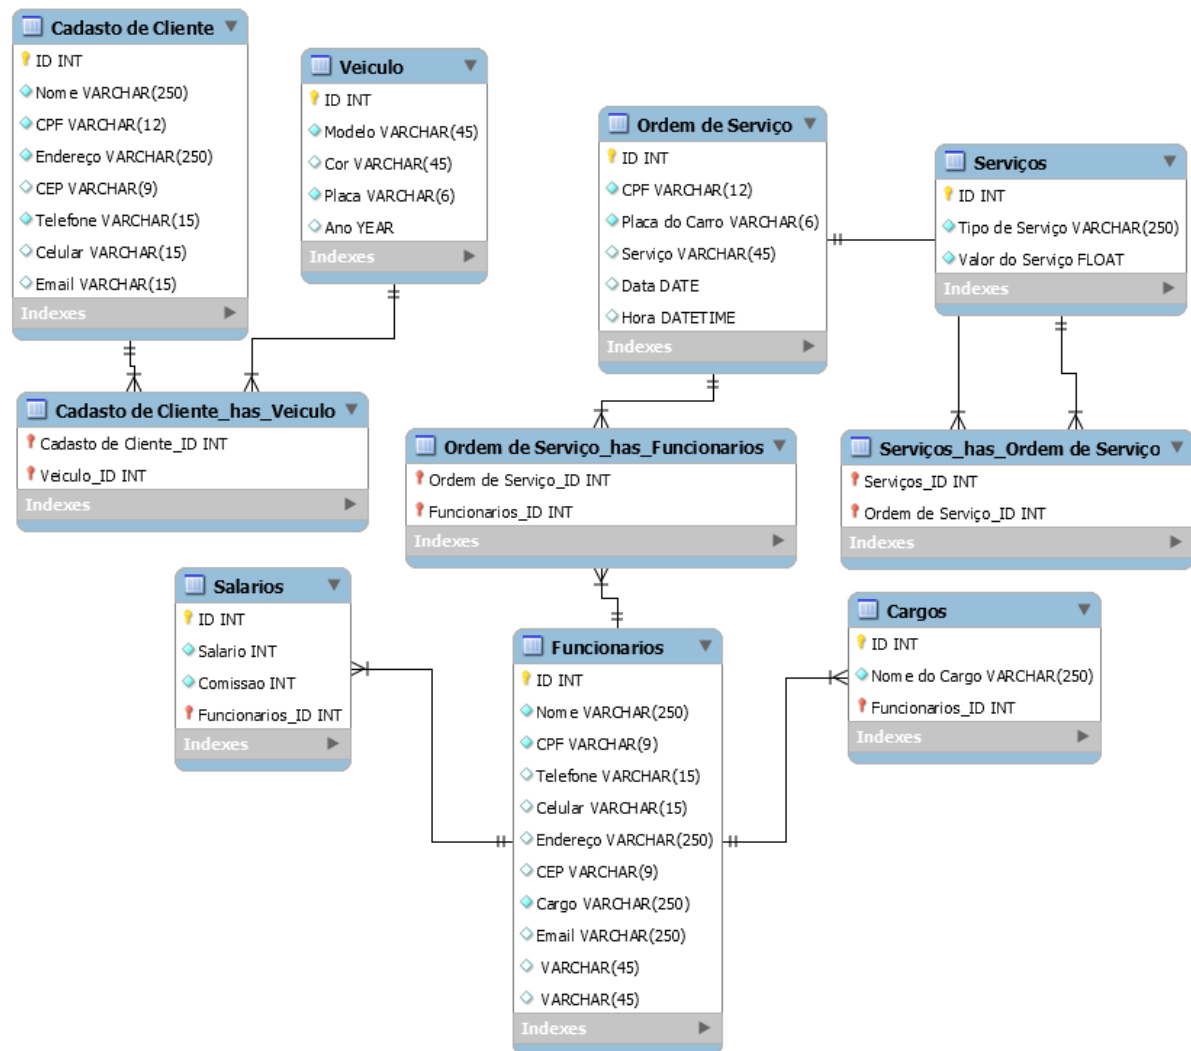 Cadasto de Cliente
ID INT
Nome VARCHAR(250)
CPF VARCHAR(12)
Endereço VARCHAR(250)
CEP VARCHAR(9)
Telefone VARCHAR(15)
Celular VARCHAR(15)
Email VARCHAR(15)
Indexes
Veiculo
ID INT
Modelo VARCHAR(45)
Cor VARCHAR(45)
Placa VARCHAR(6)
Ano YEAR
Indexes
Ordem de Serviço
ID INT
CPF VARCHAR(12)
Placa do Carro VARCHAR(6)
Serviço VARCHAR(45)
Data DATE
Hora DATETIME
Indexes
Serviços
ID INT
Tipo de Serviço VARCHAR(250)
Valor do Serviço FLOAT
Indexes
Cadasto de Cliente_has_Veiculo
Cadasto de Cliente_ID INT
Veiculo_ID INT
Indexes
Ordem de Serviço_has_Funcionarios
Ordem de Serviço_ID INT
Funcionarios_ID INT
Indexes
Serviços_has_Ordem de Serviço
Serviços_ID INT
Ordem de Serviço_ID INT
Indexes
Salarios
ID INT
Salario INT
Comissao INT
Funcionarios_ID INT
Indexes
Funcionarios
ID INT
Nome VARCHAR(250)
CPF VARCHAR(9)
Telefone VARCHAR(15)
Celular VARCHAR(15)
Endereço VARCHAR(250)
CEP VARCHAR(9)
Cargo VARCHAR(250)
Email VARCHAR(250)
VARCHAR(45)
VARCHAR(45)
Indexes
Cargos
ID INT
Nome do Cargo VARCHAR(250)
Funcionarios_ID INT
Indexes